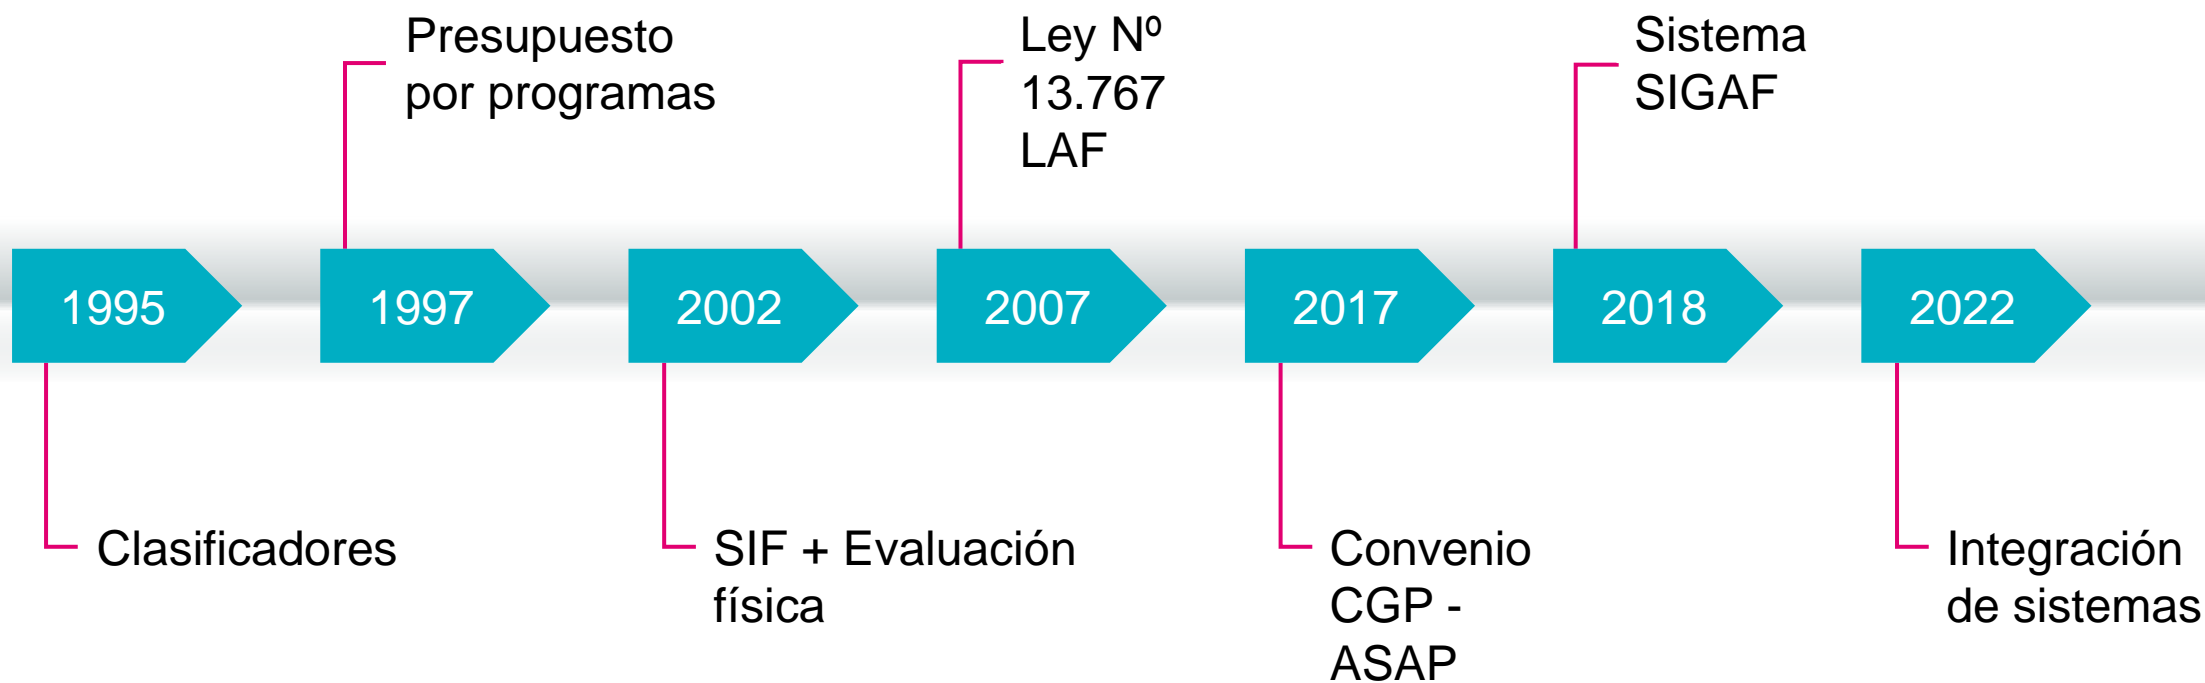 Presupuesto
por programas
Ley Nº
13.767
LAF
Sistema
SIGAF
1995
1997
2002
2007
2017
2018
2022
Clasificadores
SIF + Evaluación
física
Convenio
CGP -
ASAP
Integración
de sistemas